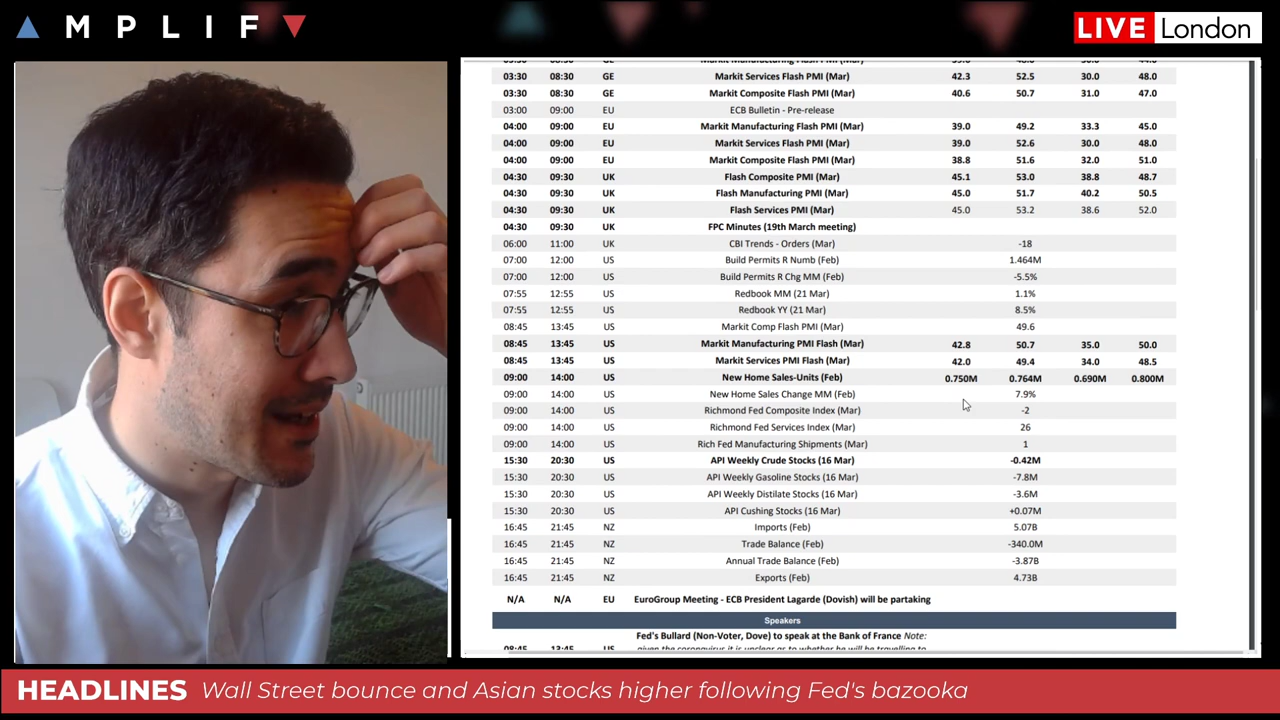 AMPLIFY
LIVE London
03:30 08:30 GE Markit Services Flash PMI (Mar) 42.3 52.5 30.0 48.0
03:30 08:30 GE Markit Composite Flash PMI (Mar) 40.6 50.7 31.0 47.0
03:00 09:00 EU ECB Bulletin - Pre-release
04:00 09:00 EU Markit Manufacturing Flash PMI (Mar) 39.0 49.2 33.3 45.0
04:00 09:00 EU Markit Services Flash PMI (Mar) 39.0 52.6 30.0 48.0
04:00 09:00 EU Markit Composite Flash PMI (Mar) 38.8 51.6 32.0 51.0
04:30 09:30 UK Flash Composite PMI (Mar) 45.1 53.0 38.8 48.7
04:30 09:30 UK Flash Manufacturing PMI (Mar) 45.0 51.7 40.2 50.5
04:30 09:30 UK Flash Services PMI (Mar) 45.0 53.2 38.6 52.0
04:30 09:30 UK FPC Minutes (19th March meeting)
06:00 11:00 UK CBI Trends - Orders (Mar) -18
07:00 12:00 US Build Permits R Numb (Feb) 1.464M
07:00 12:00 US Build Permits R Chg MM (Feb) -5.5%
07:55 12:55 US Redbook MM (21 Mar) 1.1%
07:55 12:55 US Redbook YY (21 Mar) 8.5%
08:45 13:45 US Markit Comp Flash PMI (Mar) 49.6
08:45 13:45 US Markit Manufacturing PMI Flash (Mar) 42.8 50.7 35.0 50.0
08:45 13:45 US Markit Services PMI Flash (Mar) 42.0 49.4 34.0 48.5
09:00 14:00 US New Home Sales-Units (Feb) 0.750M 0.764M 0.690M 0.800M
09:00 14:00 US New Home Sales Change MM (Feb) 7.9%
09:00 14:00 US Richmond Fed Composite Index (Mar) -2
09:00 14:00 US Richmond Fed Services Index (Mar) 26
09:00 14:00 US Rich Fed Manufacturing Shipments (Mar) 1
15:30 20:30 US API Weekly Crude Stocks (16 Mar) -0.42M
15:30 20:30 US API Weekly Gasoline Stocks (16 Mar) -7.8M
15:30 20:30 US API Weekly Distilate Stocks (16 Mar) -3.6M
15:30 20:30 US API Cushing Stocks (16 Mar) +0.07M
16:45 21:45 NZ Imports (Feb) 5.07B
16:45 21:45 NZ Trade Balance (Feb) -340.0M
16:45 21:45 NZ Annual Trade Balance (Feb) -3.87B
16:45 21:45 NZ Exports (Feb) 4.73B
N/A N/A EU EuroGroup Meeting - ECB President Lagarde (Dovish) will be partaking
Speakers
Fed's Bullard (Non-Voter, Dove) to speak at the Bank of France Note:
08:45 13:45 US given the coronavirus it is unclear as to whether he will be travelling to
HEADLINES Wall Street bounce and Asian stocks higher following Fed's bazooka